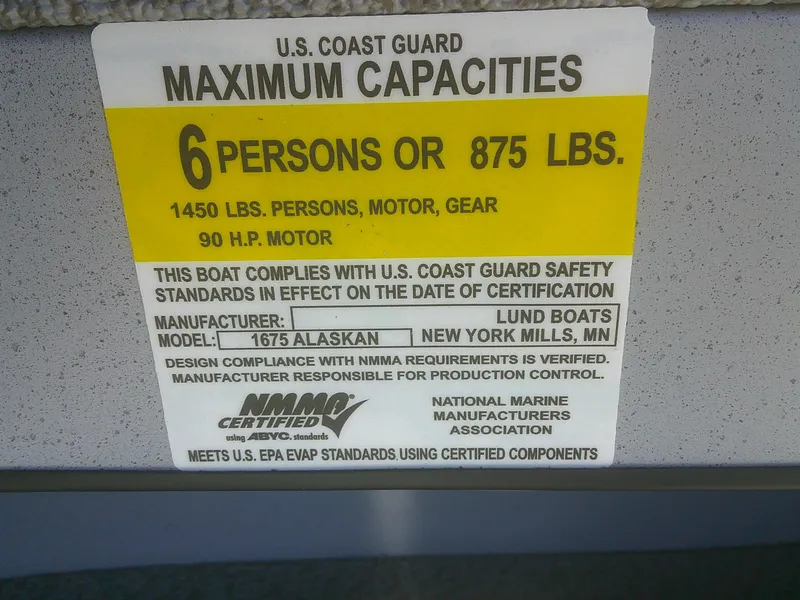 U.S. COAST GUARD
MAXIMUM CAPACITIES
6 PERSONS OR 875 LBS.
1450 LBS. PERSONS, MOTOR, GEAR
90 H.P. MOTOR
THIS BOAT COMPLIES WITH U.S. COAST GUARD SAFETY
STANDARDS IN EFFECT ON THE DATE OF CERTIFICATION
MANUFACTURER: LUND BOATS
MODEL: 1675 ALASKAN NEW YORK MILLS, MN
DESIGN COMPLIANCE WITH NMMA REQUIREMENTS IS VERIFIED.
MANUFACTURER RESPONSIBLE FOR PRODUCTION CONTROL.
NMMA®
CERTIFIED
using ABYC. standards
NATIONAL MARINE
MANUFACTURERS
ASSOCIATION
MEETS U.S. EPA EVAP STANDARDS USING CERTIFIED COMPONENTS